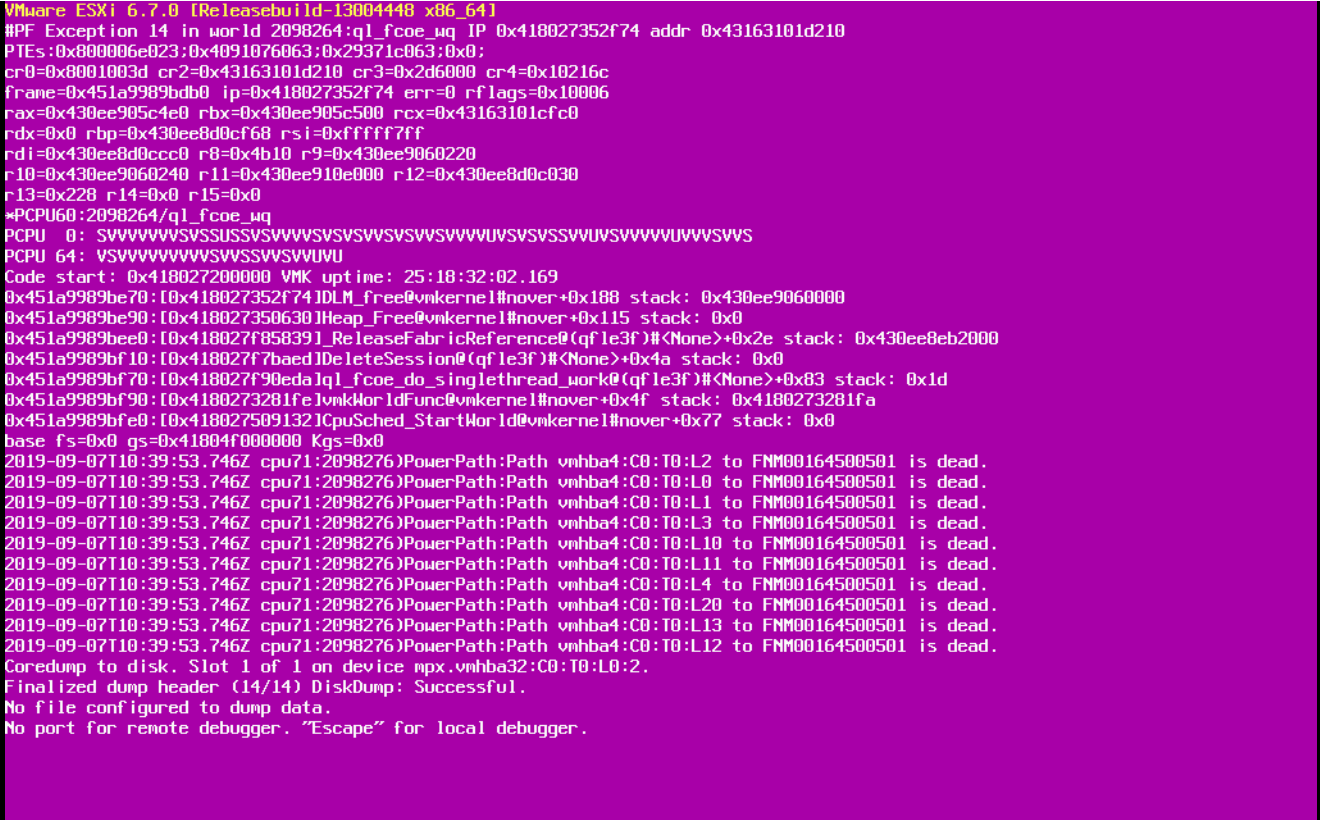 VMware ESXi 6.7.0 [Releasebuild-13004448 x86_64]
#PF Exception 14 in world 2098264:ql_fcoe_wq IP 0x418027352f74 addr 0x43163101d210
PTEs:0x800006e023;0x4091076063;0x29371c063;0x0;
cr0=0x8001003d cr2=0x43163101d210 cr3=0x2d6000 cr4=0x10216c
frame=0x451a9989bdb0 ip=0x418027352f74 err=0 rflags=0x10006
rax=0x430ee905c4e0 rbx=0x430ee905c500 rcx=0x43163101cfc0
rdx=0x0 rbp=0x430ee8d0cf68 rsi=0xfffff7ff
rdi=0x430ee8d0ccc0 r8=0x4b10 r9=0x430ee9060220
r10=0x430ee9060240 r11=0x430ee910e000 r12=0x430ee8d0c030
r13=0x228 r14=0x0 r15=0x0
*PCPU60:2098264/ql_fcoe_wq
PCPU  0: SVVVVVVVSVSSUSSVSVVVVSVSVSVVSVSVVSVVVVUVSVSVSSVVUVSVVVVVUVVVSVVS
PCPU 64: VSVVVVVVVVVSVVSSVVSVVUVU
Code start: 0x418027200000 VMK uptime: 25:18:32:02.169
0x451a9989be70:[0x418027352f74]DLM_free@vmkernel#nover+0x188 stack: 0x430ee9060000
0x451a9989be90:[0x418027350630]Heap_Free@vmkernel#nover+0x115 stack: 0x0
0x451a9989bee0:[0x418027f85839]_ReleaseFabricReference@(qfle3f)#<None>+0x2e stack: 0x430ee8eb2000
0x451a9989bf10:[0x418027f7baed]DeleteSession@(qfle3f)#<None>+0x4a stack: 0x0
0x451a9989bf70:[0x418027f90eda]ql_fcoe_do_singlethread_work@(qfle3f)#<None>+0x83 stack: 0x1d
0x451a9989bf90:[0x4180273281fe]vmkWorldFunc@vmkernel#nover+0x4f stack: 0x4180273281fa
0x451a9989bfe0:[0x418027509132]CpuSched_StartWorld@vmkernel#nover+0x77 stack: 0x0
base fs=0x0 gs=0x41804f000000 Kgs=0x0
2019-09-07T10:39:53.746Z cpu71:2098276)PowerPath:Path vmhba4:C0:T0:L2 to FNM00164500501 is dead.
2019-09-07T10:39:53.746Z cpu71:2098276)PowerPath:Path vmhba4:C0:T0:L0 to FNM00164500501 is dead.
2019-09-07T10:39:53.746Z cpu71:2098276)PowerPath:Path vmhba4:C0:T0:L1 to FNM00164500501 is dead.
2019-09-07T10:39:53.746Z cpu71:2098276)PowerPath:Path vmhba4:C0:T0:L3 to FNM00164500501 is dead.
2019-09-07T10:39:53.746Z cpu71:2098276)PowerPath:Path vmhba4:C0:T0:L10 to FNM00164500501 is dead.
2019-09-07T10:39:53.746Z cpu71:2098276)PowerPath:Path vmhba4:C0:T0:L11 to FNM00164500501 is dead.
2019-09-07T10:39:53.746Z cpu71:2098276)PowerPath:Path vmhba4:C0:T0:L4 to FNM00164500501 is dead.
2019-09-07T10:39:53.746Z cpu71:2098276)PowerPath:Path vmhba4:C0:T0:L20 to FNM00164500501 is dead.
2019-09-07T10:39:53.746Z cpu71:2098276)PowerPath:Path vmhba4:C0:T0:L13 to FNM00164500501 is dead.
2019-09-07T10:39:53.746Z cpu71:2098276)PowerPath:Path vmhba4:C0:T0:L12 to FNM00164500501 is dead.
Coredump to disk. Slot 1 of 1 on device mpx.vmhba32:C0:T0:L0:2.
Finalized dump header (14/14) DiskDump: Successful.
No file configured to dump data.
No port for remote debugger. "Escape" for local debugger.